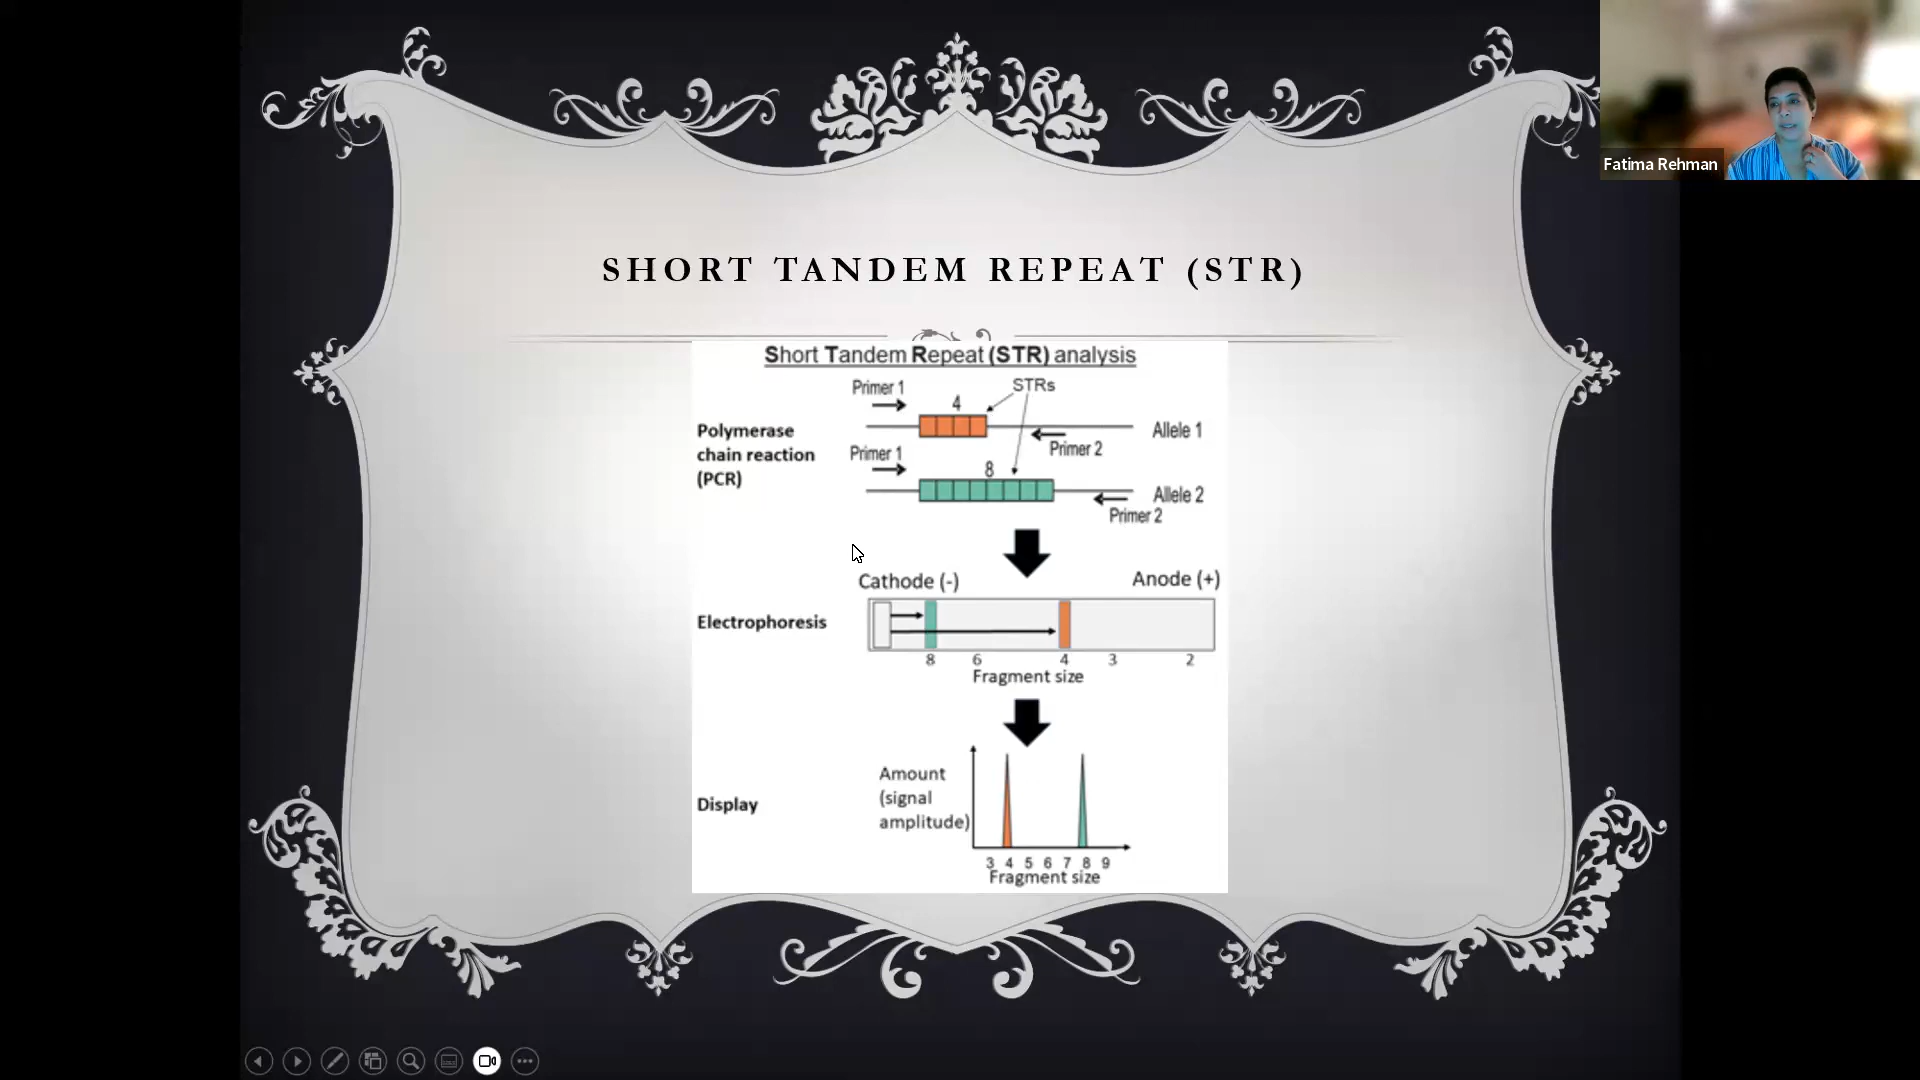 Fatima Rehman
SHORT TANDEM REPEAT (STR)
Short Tandem Repeat (STR) analysis
Primer 1
STRs
4
Polymerase
chain reaction
(PCR)
Allele 1
Primer 2
Primer 1
8
Allele 2
Primer 2
Cathode (-)
Anode (+)
Electrophoresis
8 6 4 3 2
Fragment size
Display
Amount
(signal
amplitude)
3 4 5 6 7 8 9
Fragment size